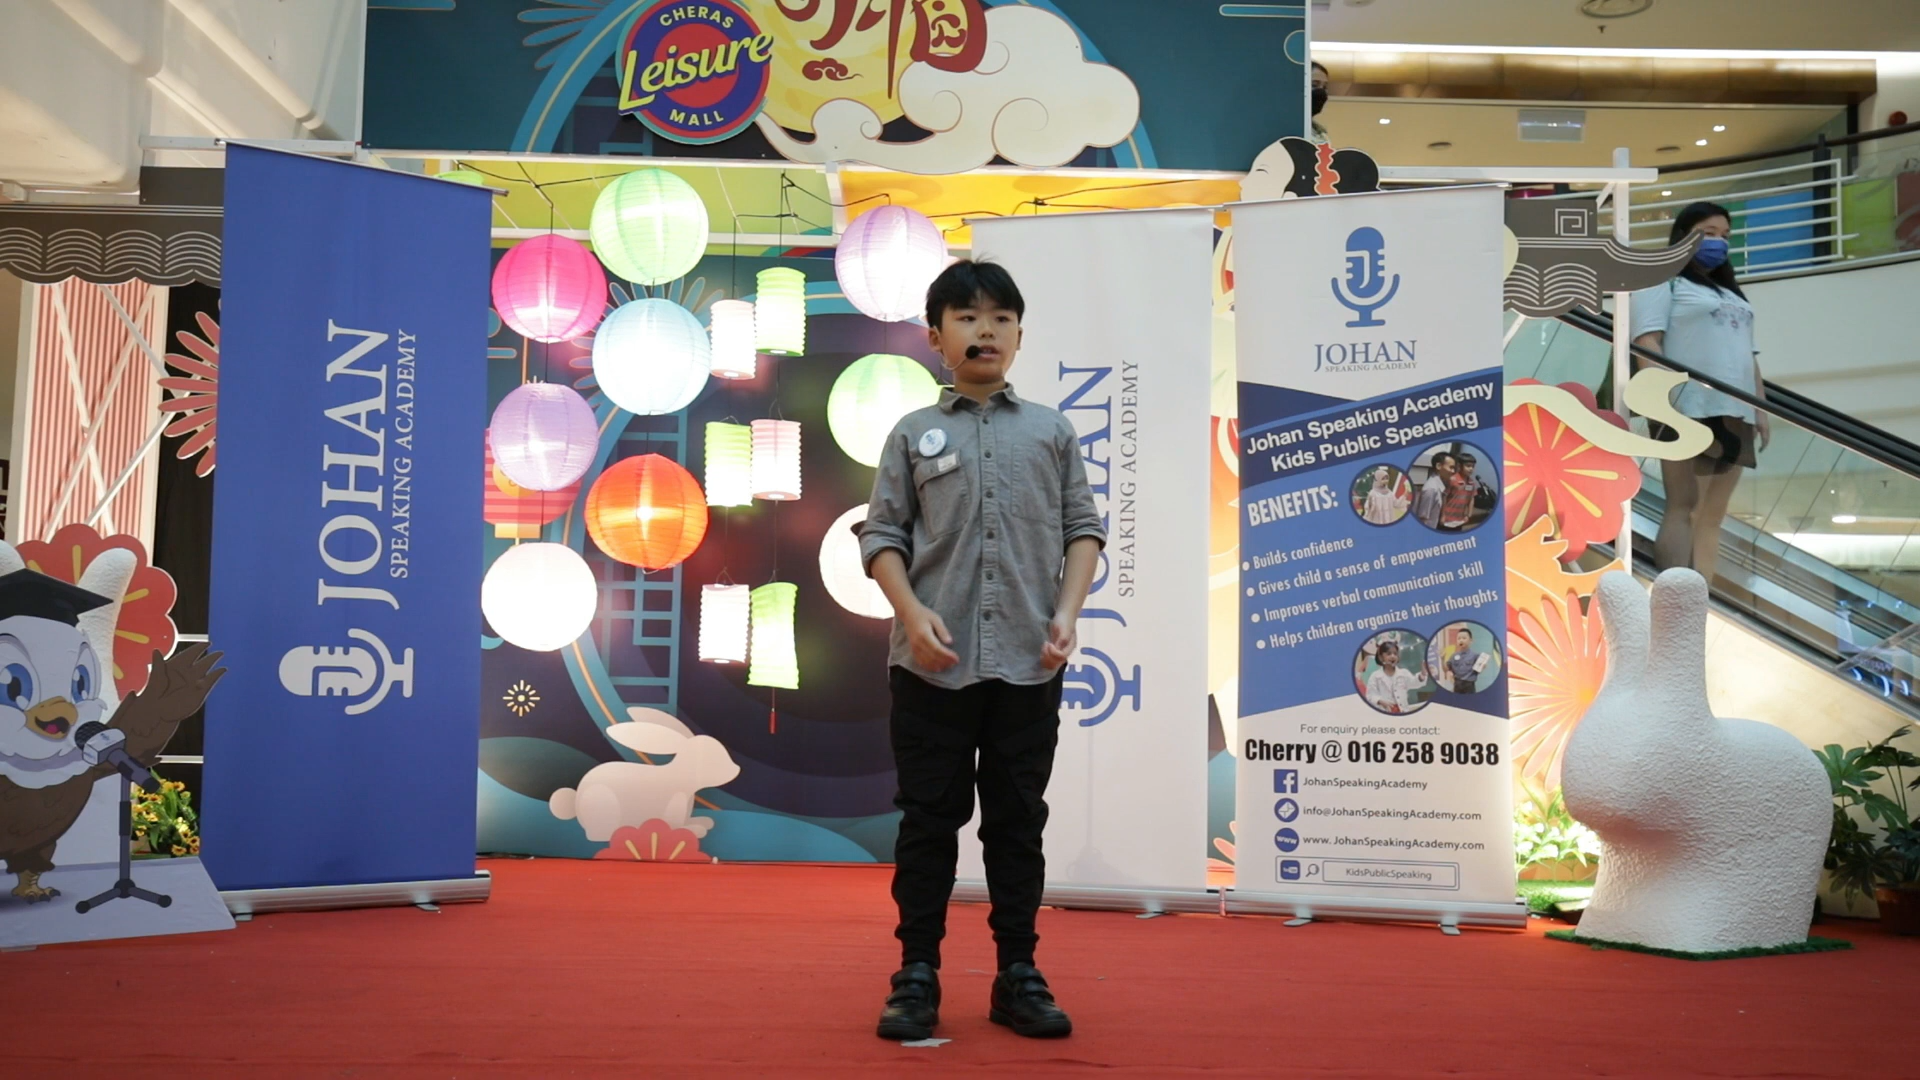 CHERAS
Leisure
MALL
JOHAN
SPEAKING ACADEMY
JOHAN
SPEAKING ACADEMY
JOHAN
SPEAKING ACADEMY
Johan Speaking Academy
Kids Public Speaking
BENEFITS:
• Builds confidence
• Gives child a sense of empowerment
• Improves verbal communication skill
• Helps children organize their thoughts
For enquiry please contact:
Cherry @ 016 258 9038
JohanSpeakingAcademy
info@JohanSpeakingAcademy.com
www www.JohanSpeakingAcademy.com
KidsPublicSpeaking